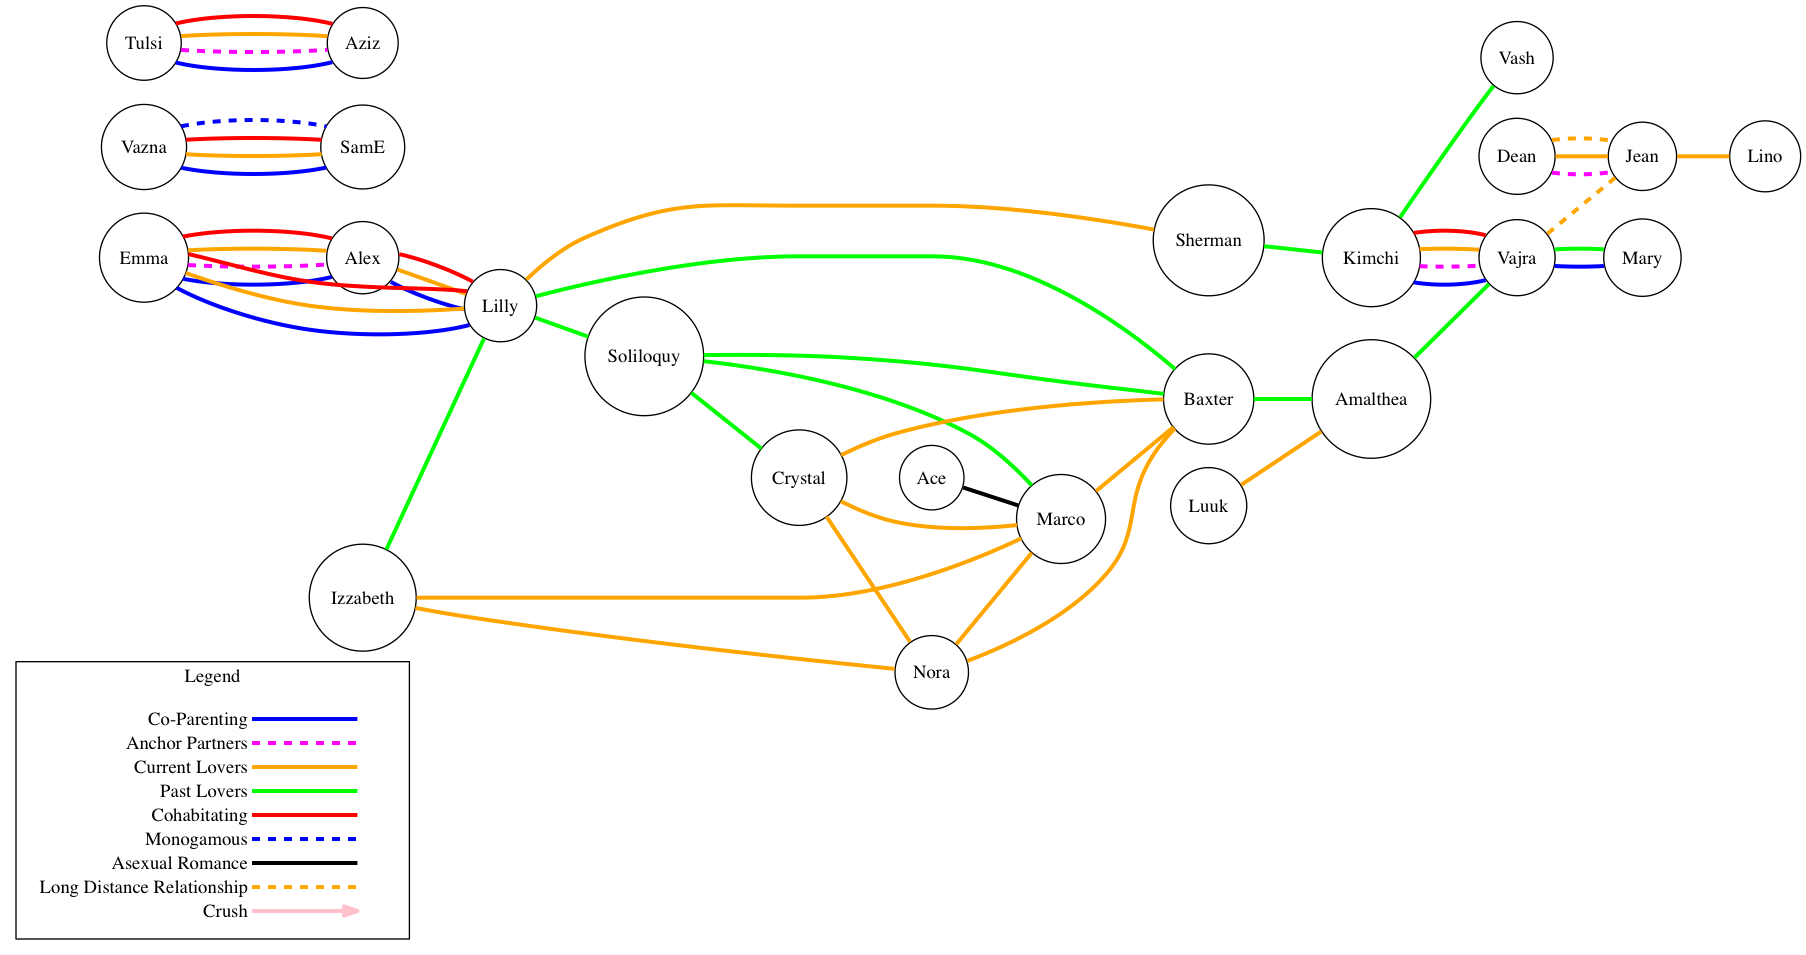 Tulsi
Aziz
Vash
Vazna
SamE
Dean
Jean
Lino
Emma
Alex
Sherman
Kimchi
Vajra
Mary
Lilly
Soliloquy
Baxter
Amalthea
Crystal
Ace
Marco
Luuk
Izzabeth
Nora
Legend
Co-Parenting
Anchor Partners
Current Lovers
Past Lovers
Cohabitating
Monogamous
Asexual Romance
Long Distance Relationship
Crush